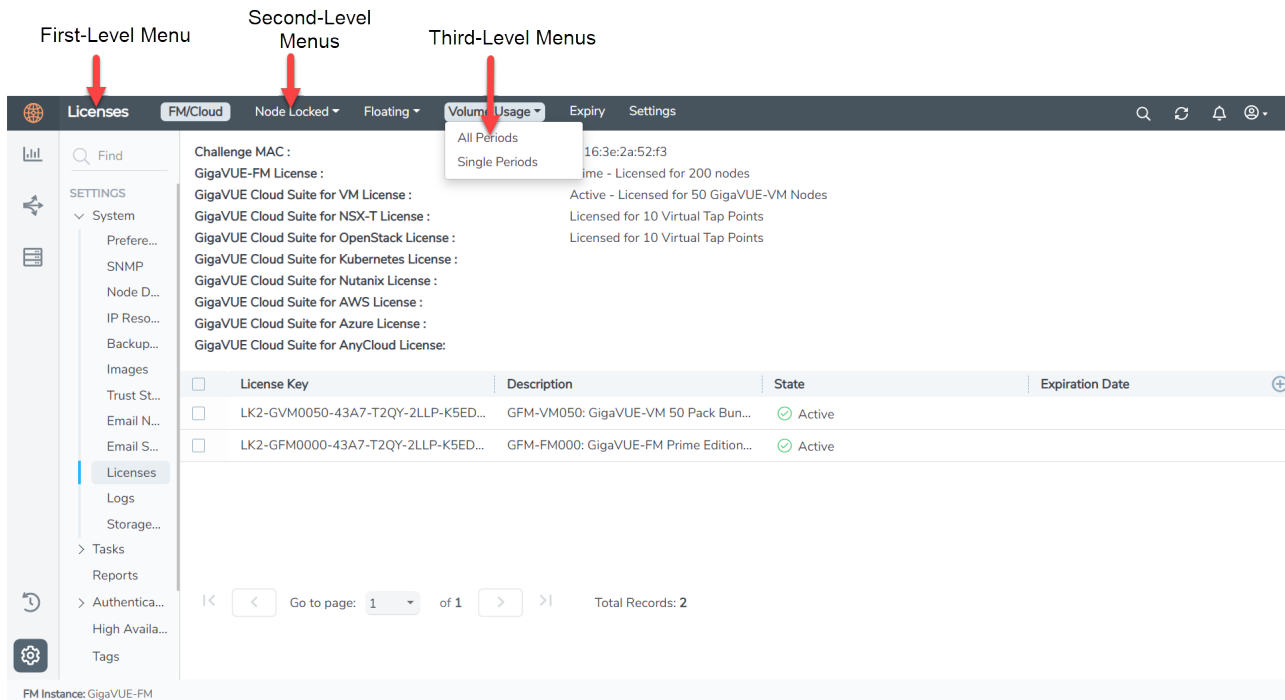 First-Level Menu
Second-Level
Menus
Third-Level Menus
Licenses FM/Cloud Node Locked Floating Volume Usage Expiry Settings
All Periods
Single Periods
Find
SETTINGS
System
Prefere...
SNMP
Node D...
IP Reso...
Backup...
Images
Trust St...
Email N...
Email S...
Licenses
Logs
Storage...
Tasks
Reports
Authentica...
High Availa...
Tags
Challenge MAC : 16:3e:2a:52:f3
GigaVUE-FM License : ime - Licensed for 200 nodes
GigaVUE Cloud Suite for VM License : Active - Licensed for 50 GigaVUE-VM Nodes
GigaVUE Cloud Suite for NSX-T License : Licensed for 10 Virtual Tap Points
GigaVUE Cloud Suite for OpenStack License : Licensed for 10 Virtual Tap Points
GigaVUE Cloud Suite for Kubernetes License :
GigaVUE Cloud Suite for Nutanix License :
GigaVUE Cloud Suite for AWS License :
GigaVUE Cloud Suite for Azure License :
GigaVUE Cloud Suite for AnyCloud License:
License Key Description State Expiration Date
LK2-GVM0050-43A7-T2QY-2LLP-K5ED... GFM-VM050: GigaVUE-VM 50 Pack Bun... Active
LK2-GFM0000-43A7-T2QY-2LLP-K5ED... GFM-FM000: GigaVUE-FM Prime Edition... Active
Go to page: 1 of 1 Total Records: 2
FM Instance: GigaVUE-FM